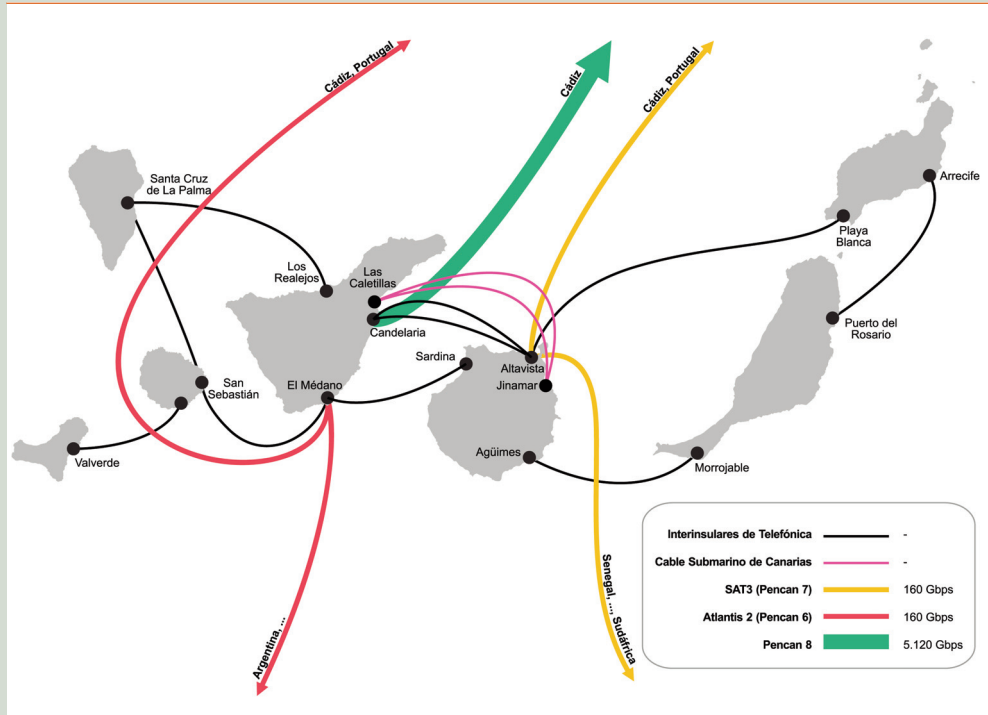 Cádiz, Portugal
Cádiz
Cádiz, Portugal
Santa Cruz
de La Palma
Arrecife
Playa
Blanca
Los
Realejos
Las
Caletillas
Candelaria
Puerto del
Rosario
Sardina
Altavista
Jinamar
San
Sebastián
El Médano
Valverde
Agüimes
Morrojable
Argentina, ...
Senegal, ..., Sudáfrica
Interinsulares de Telefónica -
Cable Submarino de Canarias -
SAT3 (Pencan 7) 160 Gbps
Atlantis 2 (Pencan 6) 160 Gbps
Pencan 8 5.120 Gbps